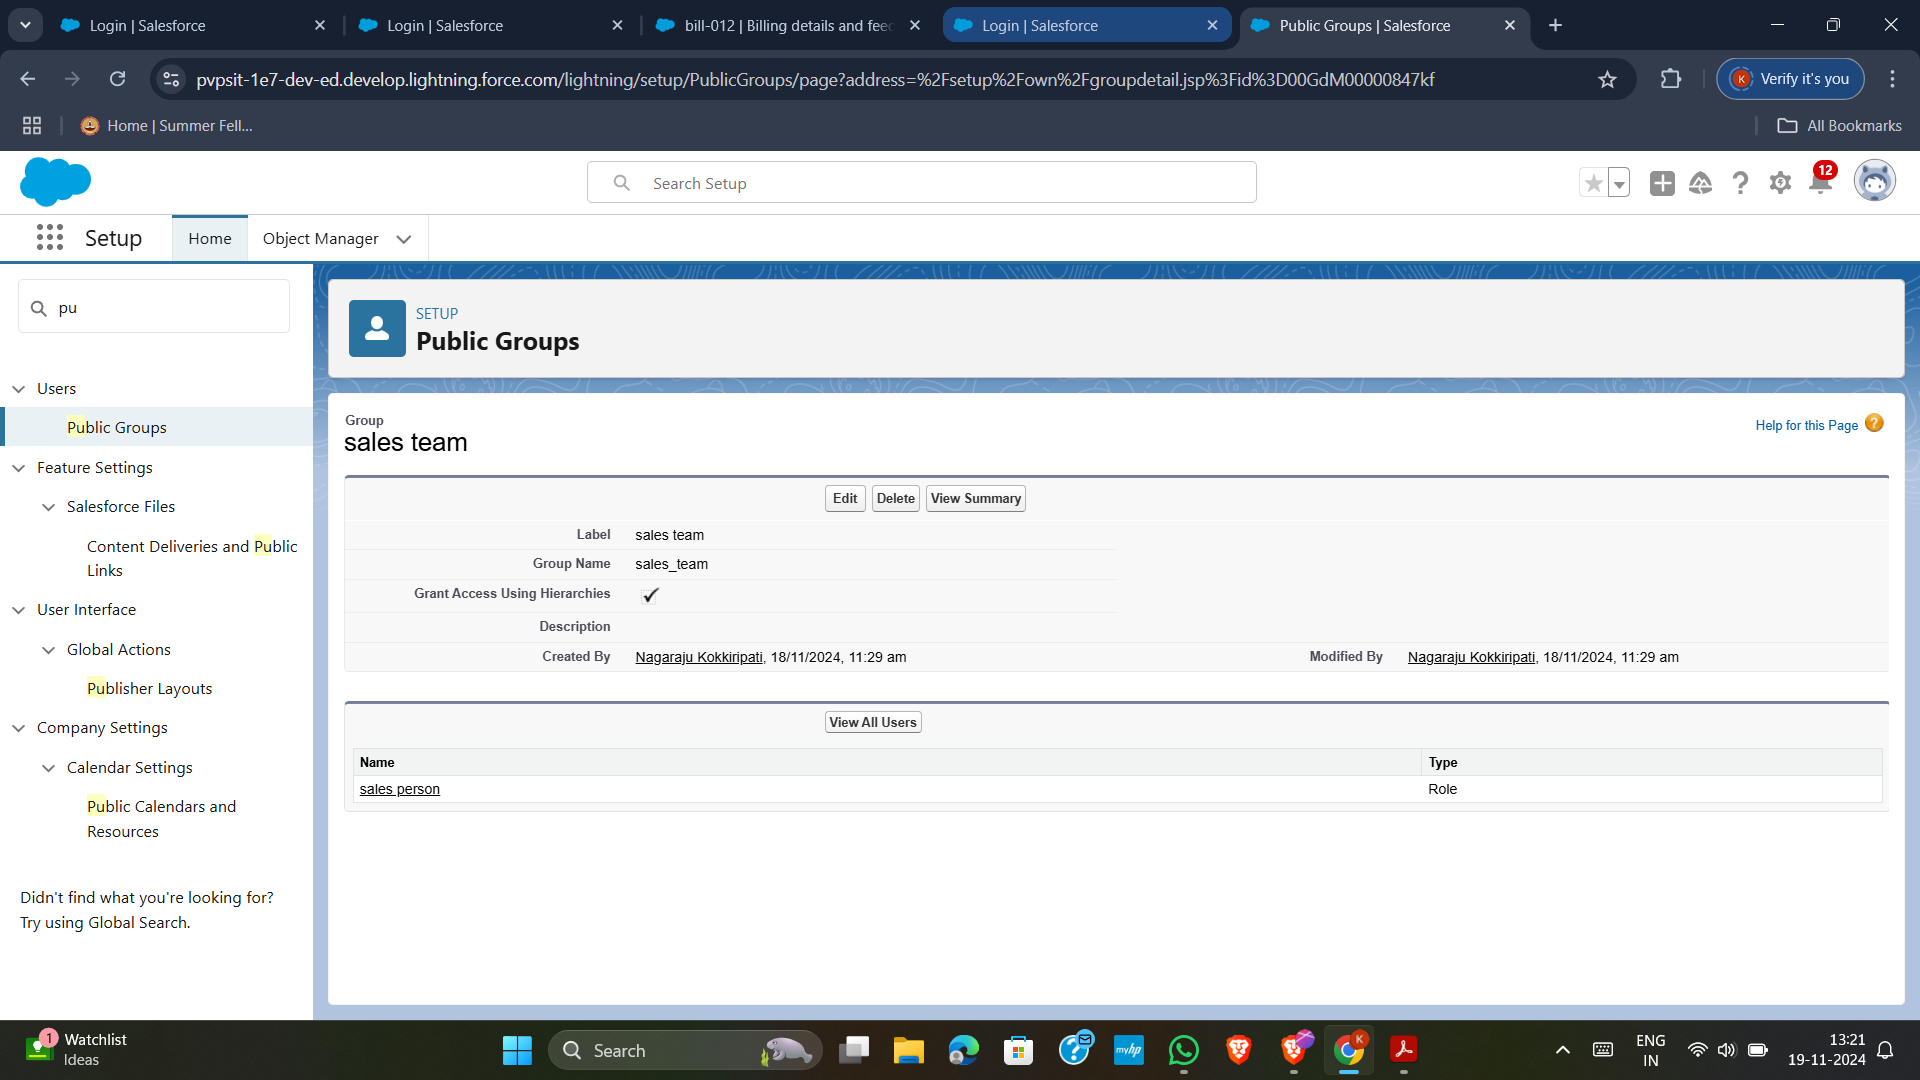 Login | Salesforce
Login | Salesforce
bill-012 | Billing details and feed
Login | Salesforce
Public Groups | Salesforce
pvpsit-1e7-dev-ed.develop.lightning.force.com/lightning/setup/PublicGroups/page?address=%2Fsetup%2Fown%2Fgroupdetail.jsp%3Fid%3D00GdM00000847kf
K
Verify it's you
Home | Summer Fell...
All Bookmarks
Search Setup
12
Setup
Home
Object Manager
pu
Users
Public Groups
Feature Settings
Salesforce Files
Content Deliveries and Public
Links
User Interface
Global Actions
Publisher Layouts
Company Settings
Calendar Settings
Public Calendars and
Resources
Didn't find what you're looking for?
Try using Global Search.
SETUP
Public Groups
Group
sales team
Help for this Page
Edit
Delete
View Summary
Label
sales team
Group Name
sales_team
Grant Access Using Hierarchies
Description
Created By
Nagaraju Kokkiripati, 18/11/2024, 11:29 am
Modified By
Nagaraju Kokkiripati, 18/11/2024, 11:29 am
View All Users
Name
Type
sales person
Role
1
Watchlist
Ideas
Search
myhp
K
ENG
IN
13:21
19-11-2024